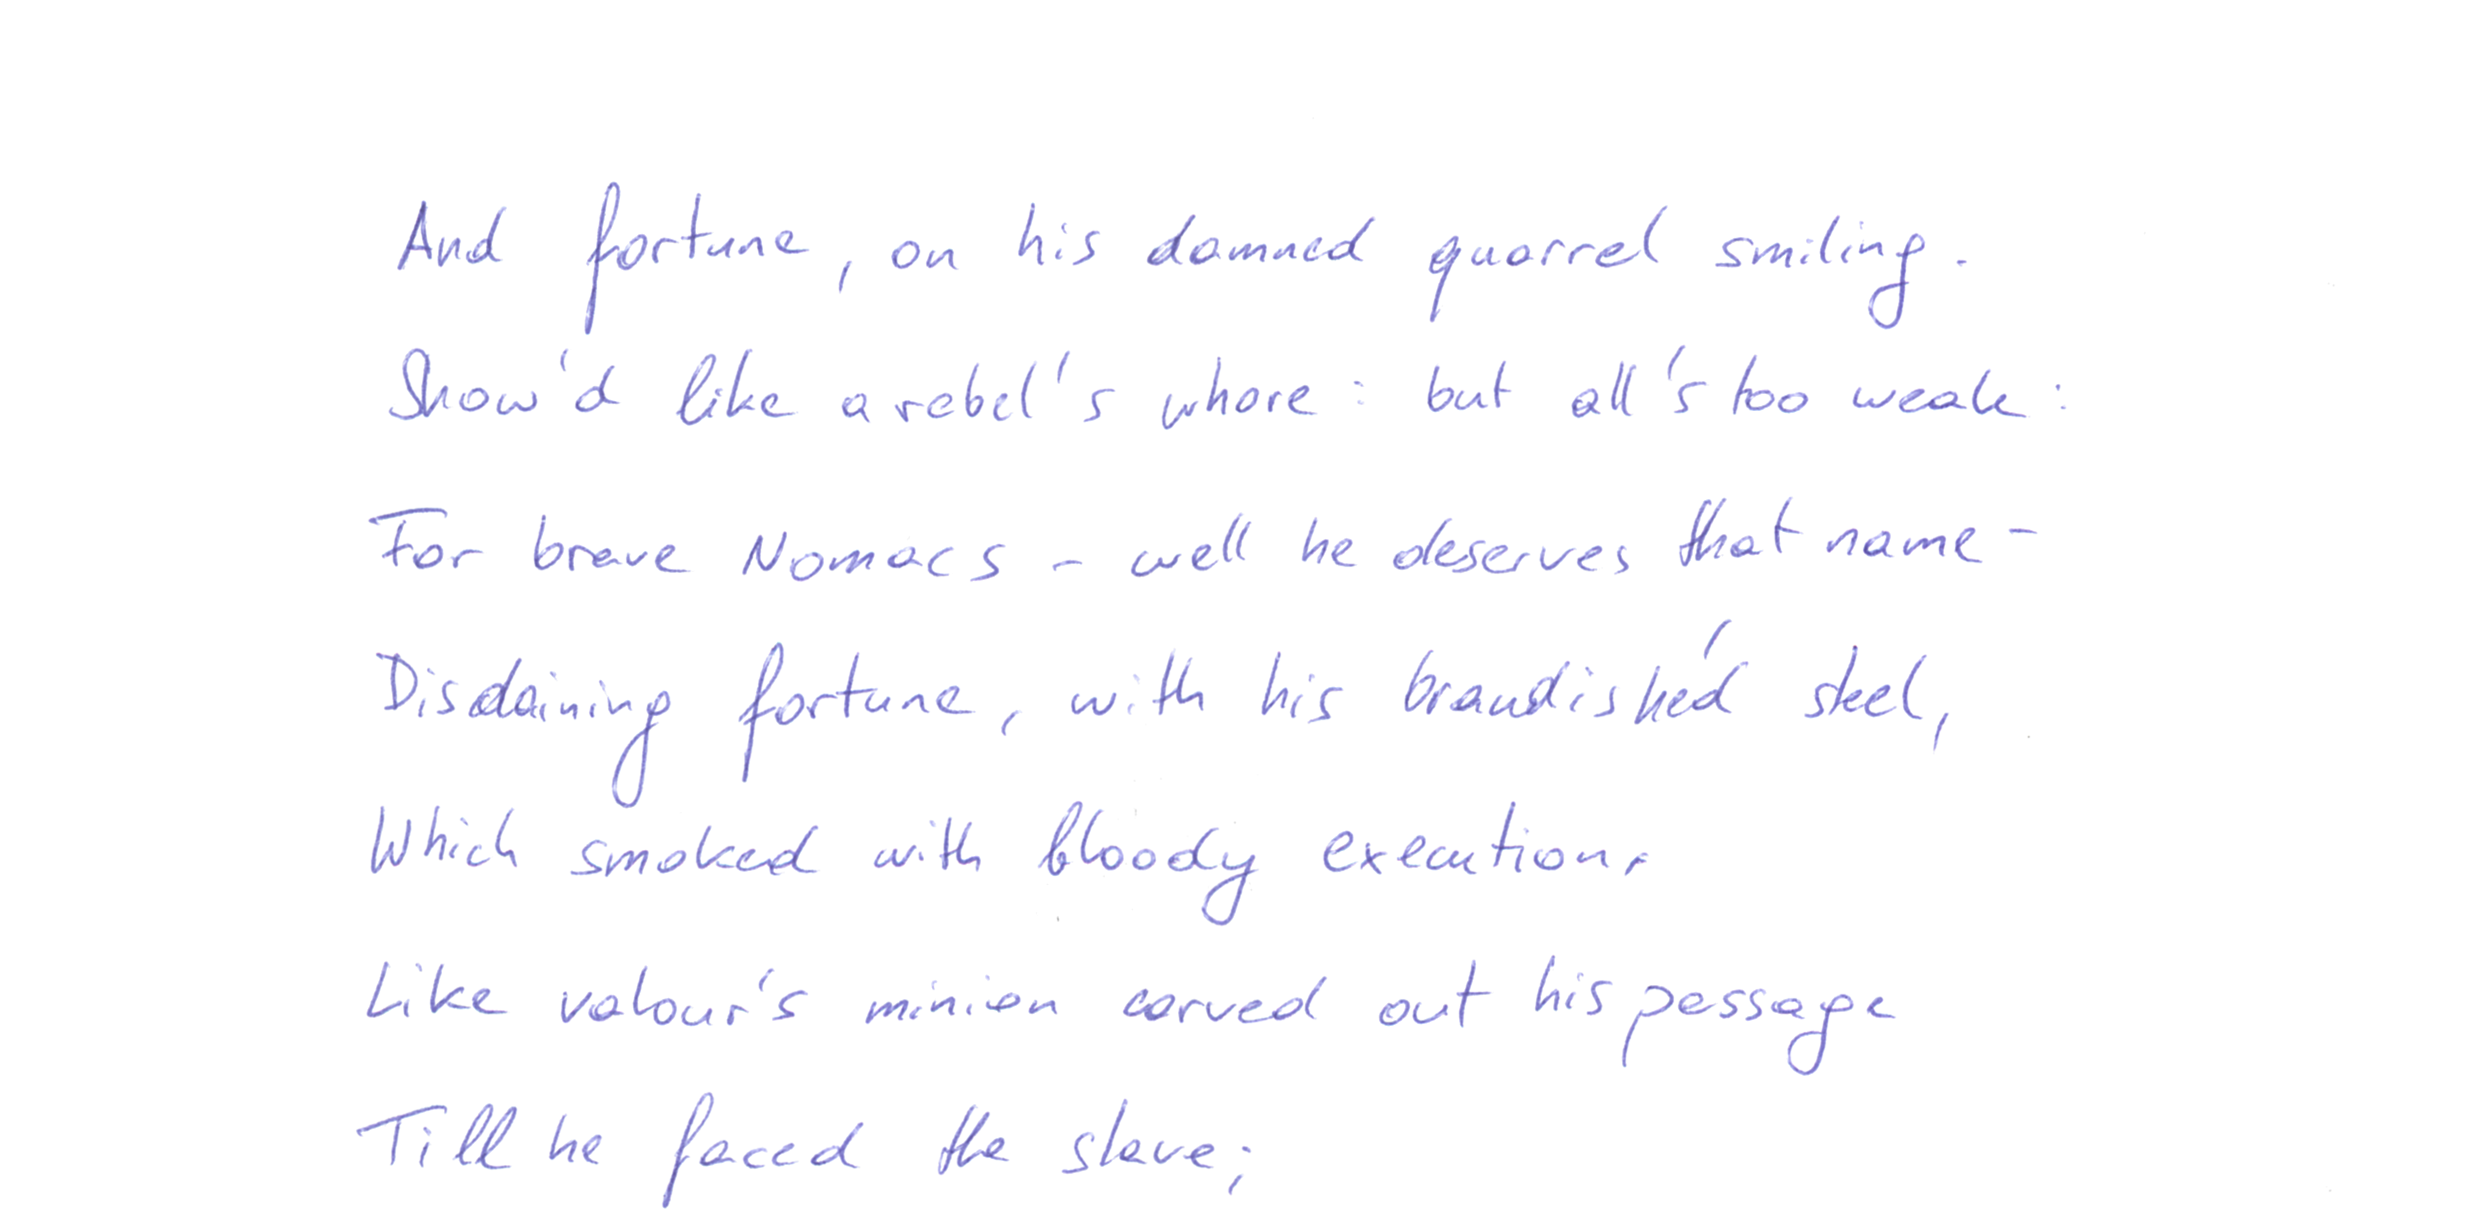 And fortune, on his damned quarrel smiling.
Show'd like a rebel's whore: but all's too weak:
For brave Nomacs - well he deserves that name -
Disdaining fortune, with his brandish'd steel,
Which smoked with bloody execution,
Like valour's minion carved out his passage
Till he faced the slave;